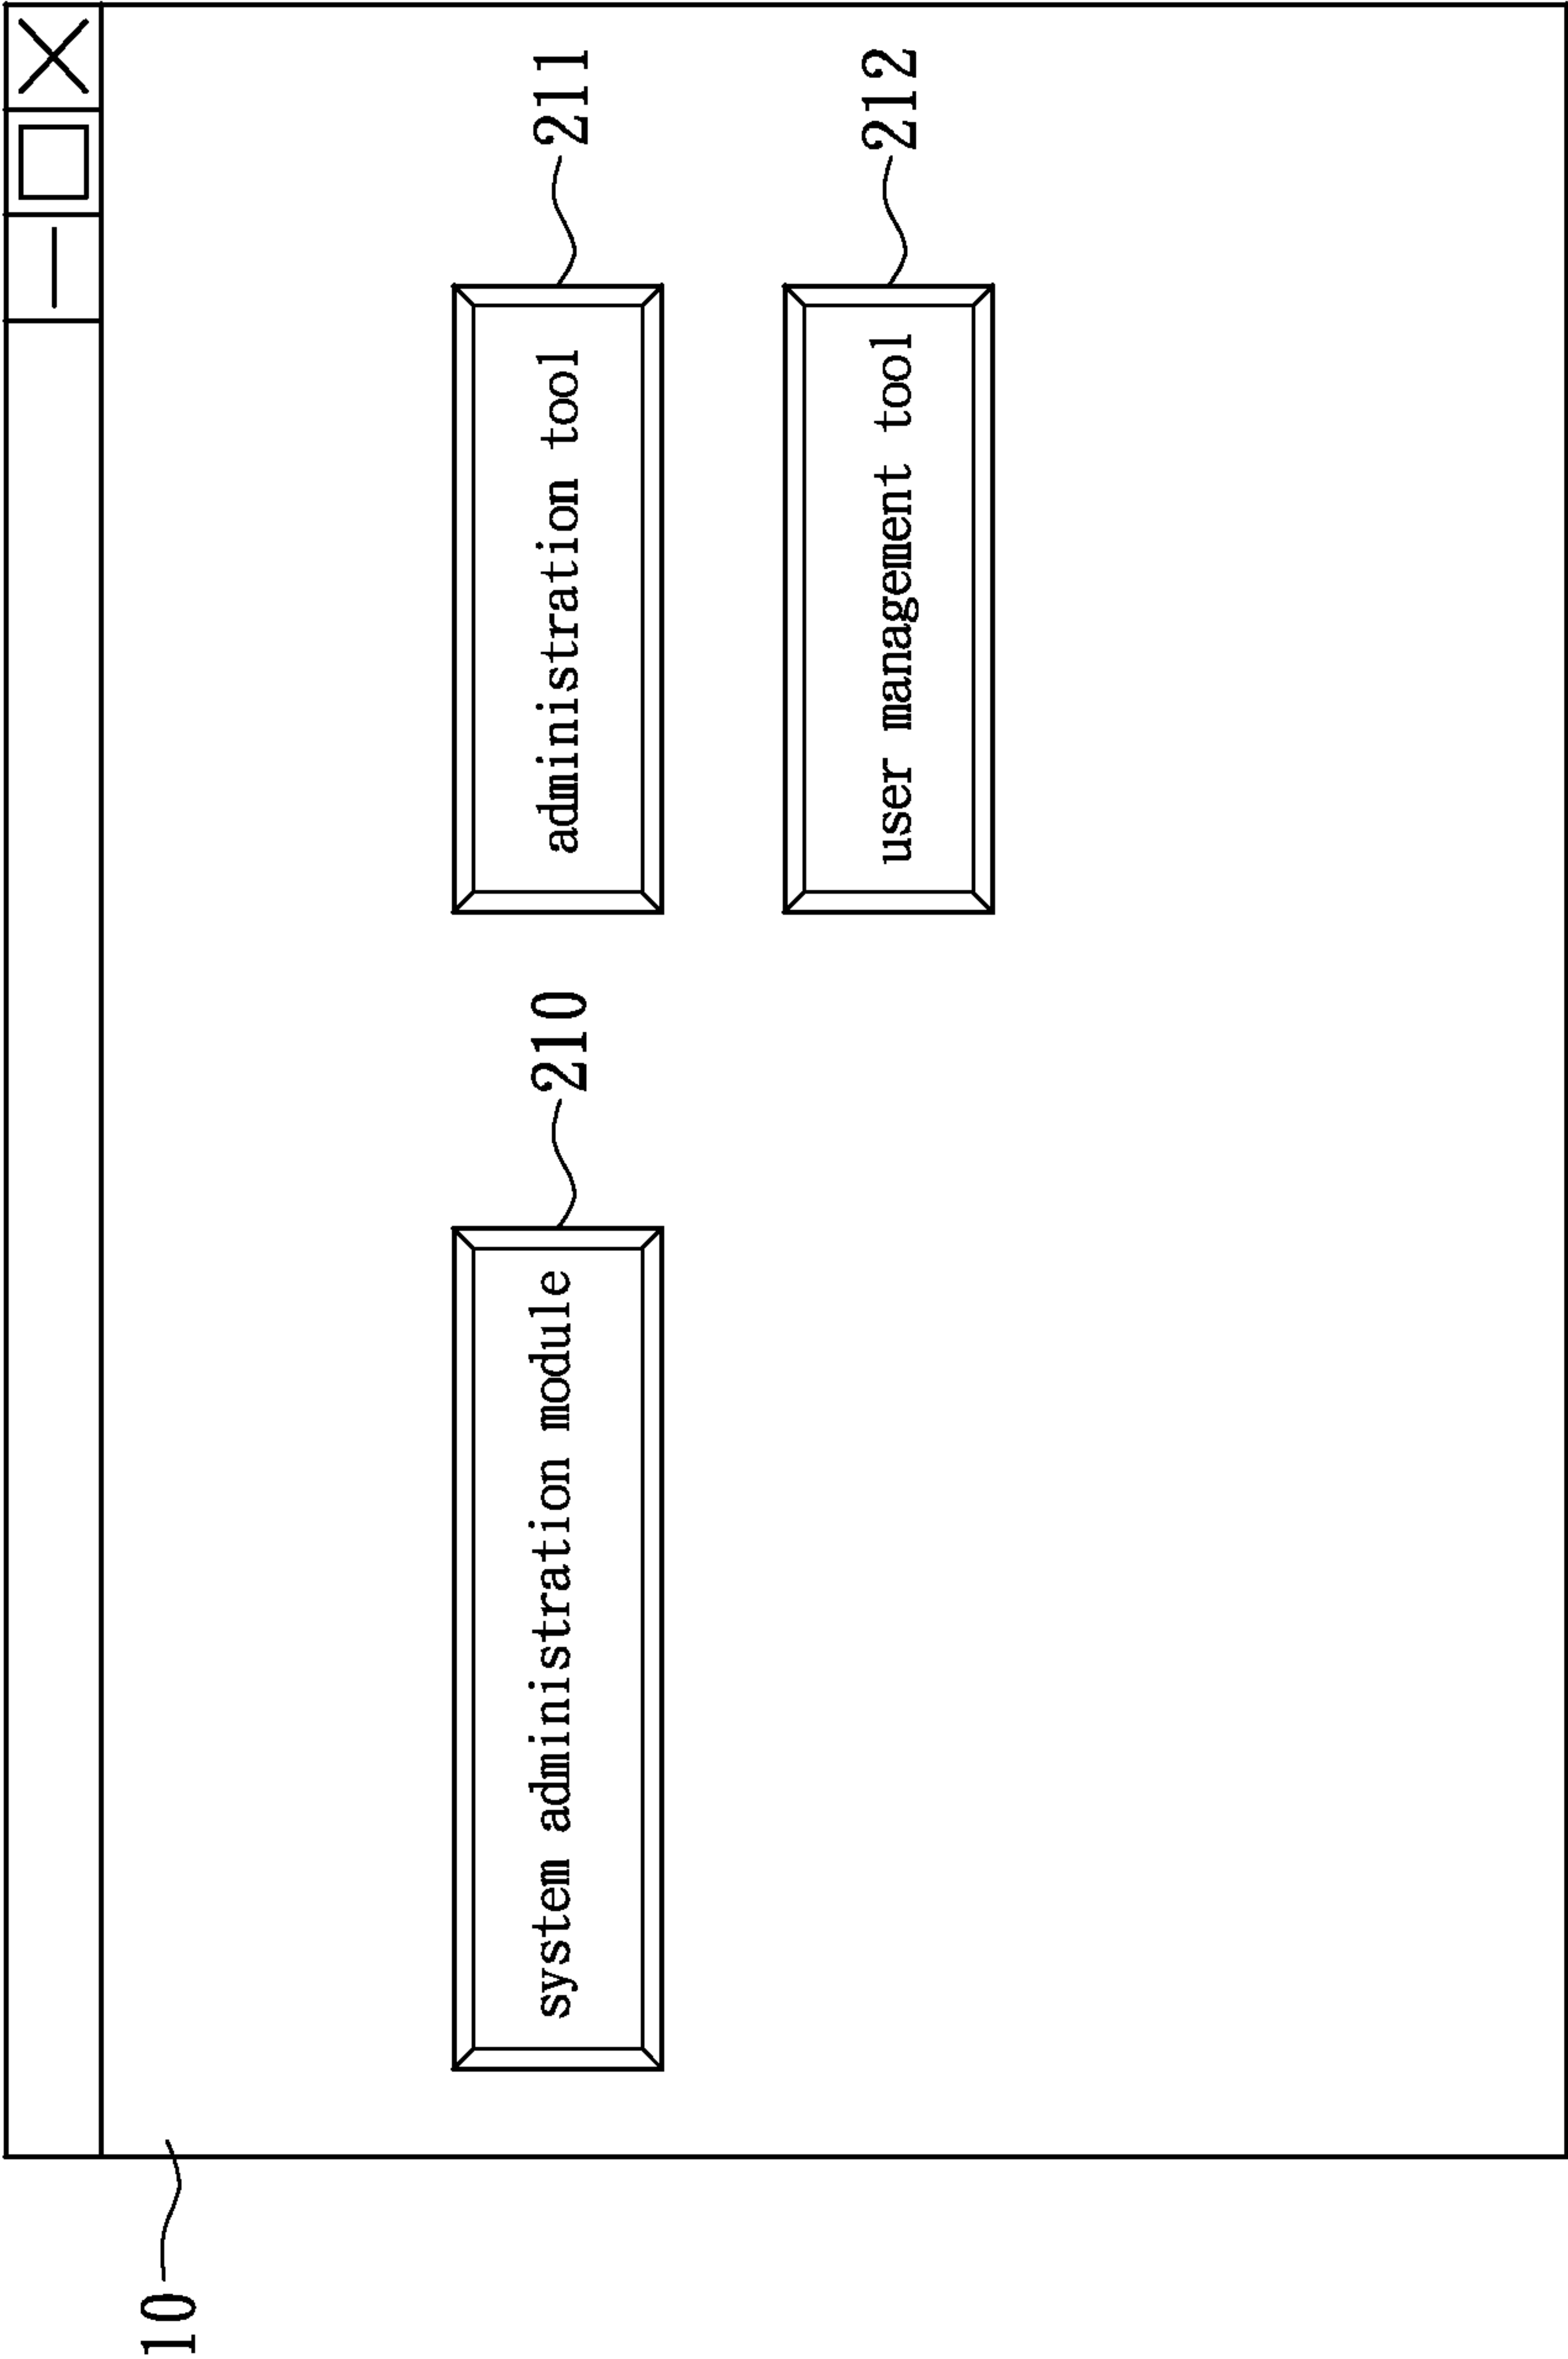 10
system administration module
210
administration tool
211
user management tool
212